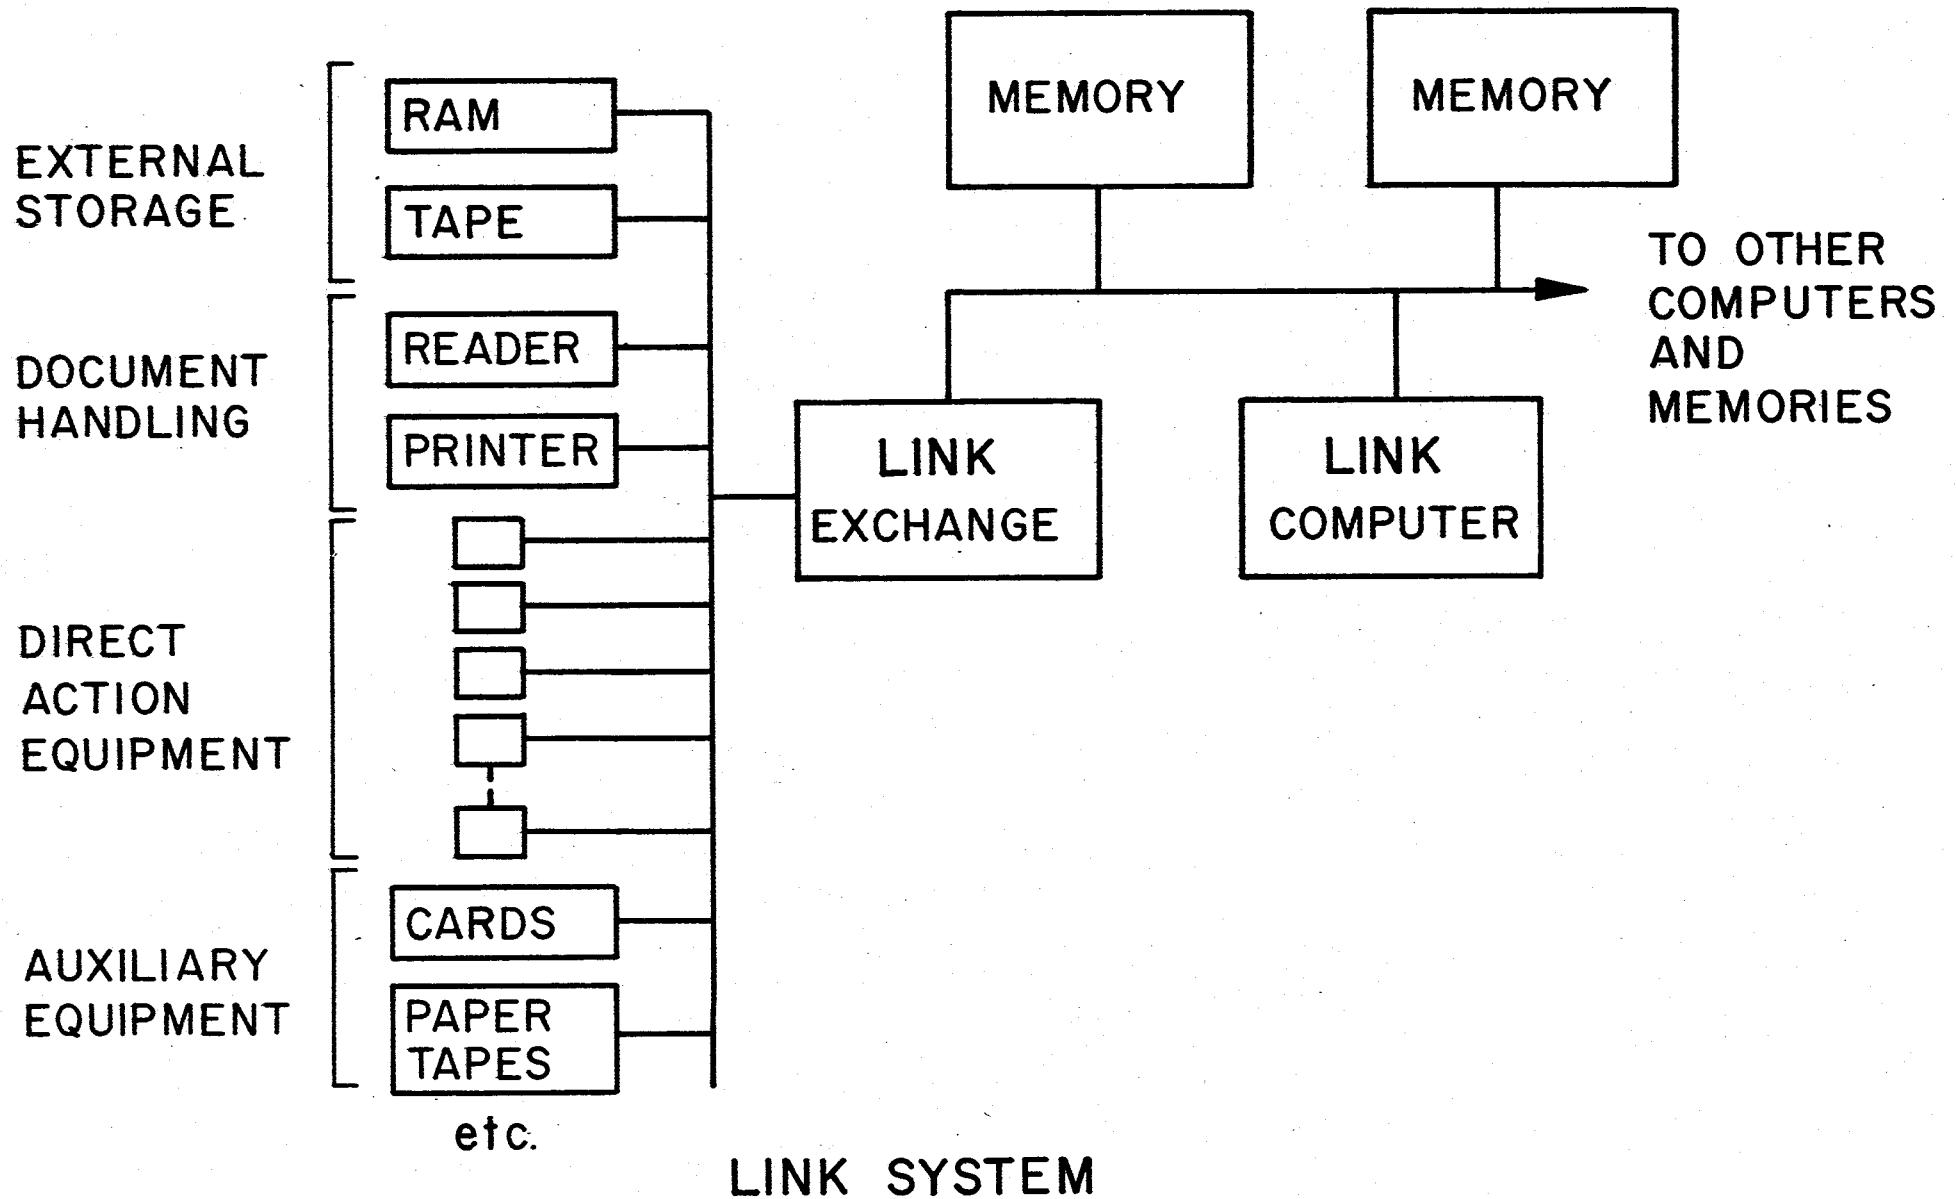 EXTERNAL
STORAGE
RAM
TAPE
DOCUMENT
HANDLING
READER
PRINTER
DIRECT
ACTION
EQUIPMENT
AUXILIARY
EQUIPMENT
CARDS
PAPER
TAPES
etc.
MEMORY
MEMORY
TO OTHER
COMPUTERS
AND
MEMORIES
LINK
EXCHANGE
LINK
COMPUTER
LINK SYSTEM